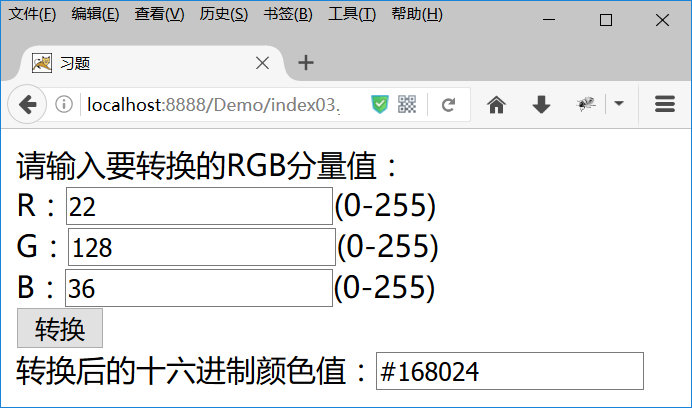 文件(F) 编辑(E) 查看(V) 历史(S) 书签(B) 工具(T) 帮助(H)
习题
localhost:8888/Demo/index03.
请输入要转换的RGB分量值：
R：22(0-255)
G：128(0-255)
B：36(0-255)
转换
转换后的十六进制颜色值：#168024